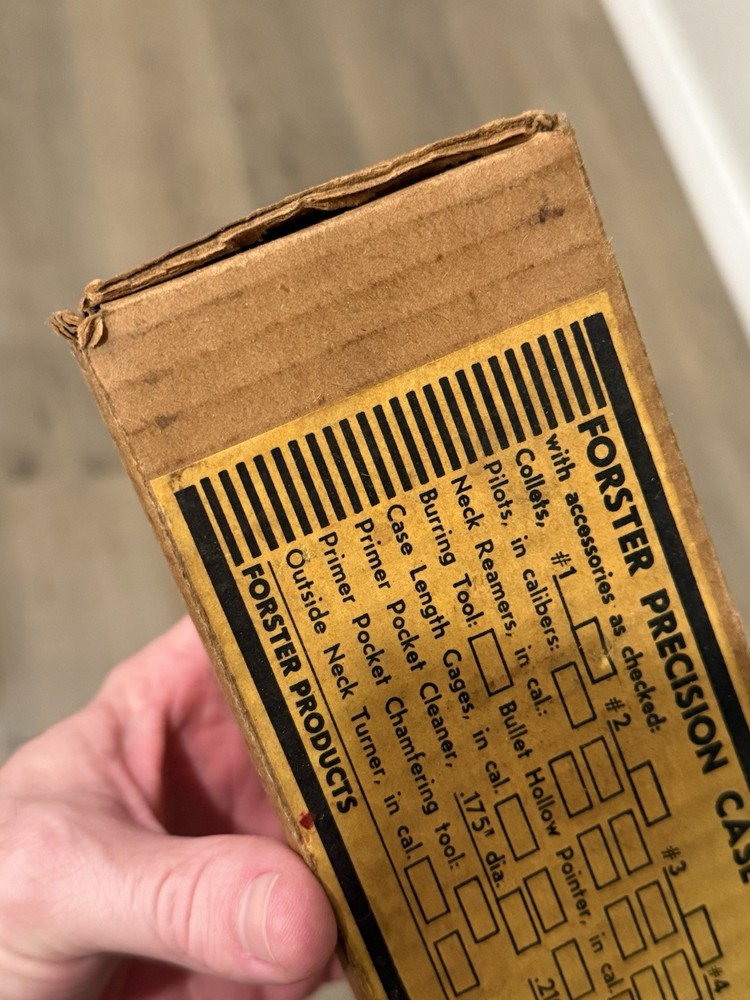 FORSTER PRECISION CASE
with accessories as checked:
Collets, #1 #2 #3 #4
Pilots, in calibers:
Neck Reamers, in cal.:
Burring Tool: Bullet Hollow Pointer, in cal.
Case Length Gages, in cal.
Primer Pocket Cleaner, .175" dia. .21
Primer Pocket Chamfering tool:
Outside Neck Turner, in cal.
FORSTER PRODUCTS